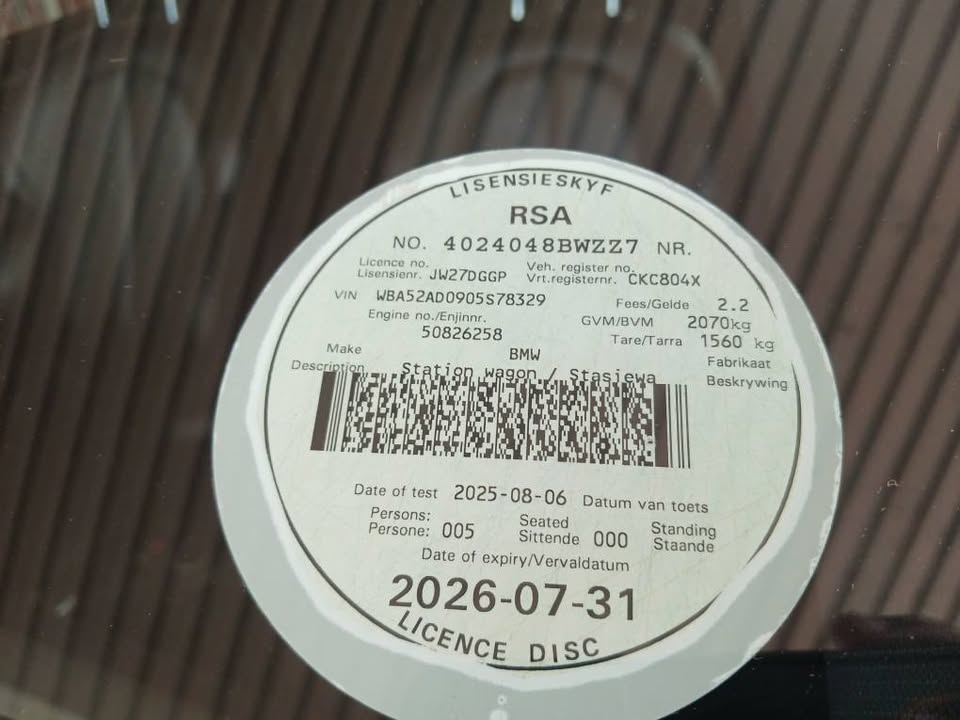 LISENSIESKYF
RSA
NO. 4024048BWZZ7 NR.
Licence no. Veh. register no.
Lisensienr. JW27DGGP Vrt.registernr. CKC804X
VIN WBA52AD0905S78329 Fees/Gelde 2.2
Engine no./Enjinnr. GVM/BVM 2070kg
50826258 Tare/Tarra 1560 kg
Make BMW Fabrikaat
Description Station wagon / Stasiewa Beskrywing
Date of test 2025-08-06 Datum van toets
Persons: Seated Standing
Persone: 005 Sittende 000 Staande
Date of expiry/Vervaldatum
2026-07-31
LICENCE DISC